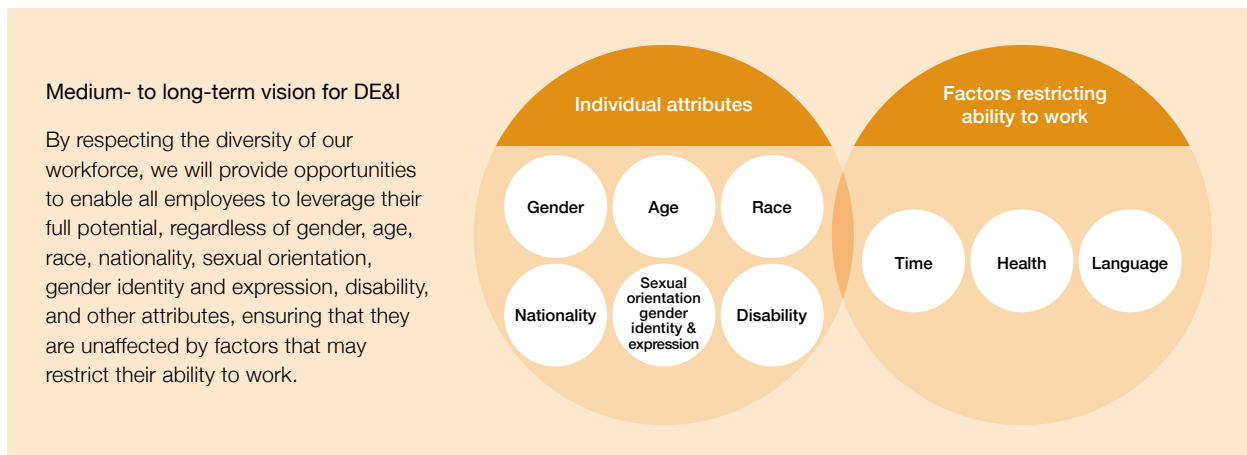 Medium- to long-term vision for DE&I
By respecting the diversity of our
workforce, we will provide opportunities
to enable all employees to leverage their
full potential, regardless of gender, age,
race, nationality, sexual orientation,
gender identity and expression, disability,
and other attributes, ensuring that they
are unaffected by factors that may
restrict their ability to work.
Individual attributes
Gender
Age
Race
Nationality
Sexual
orientation
gender
identity &
expression
Disability
Factors restricting
ability to work
Time
Health
Language